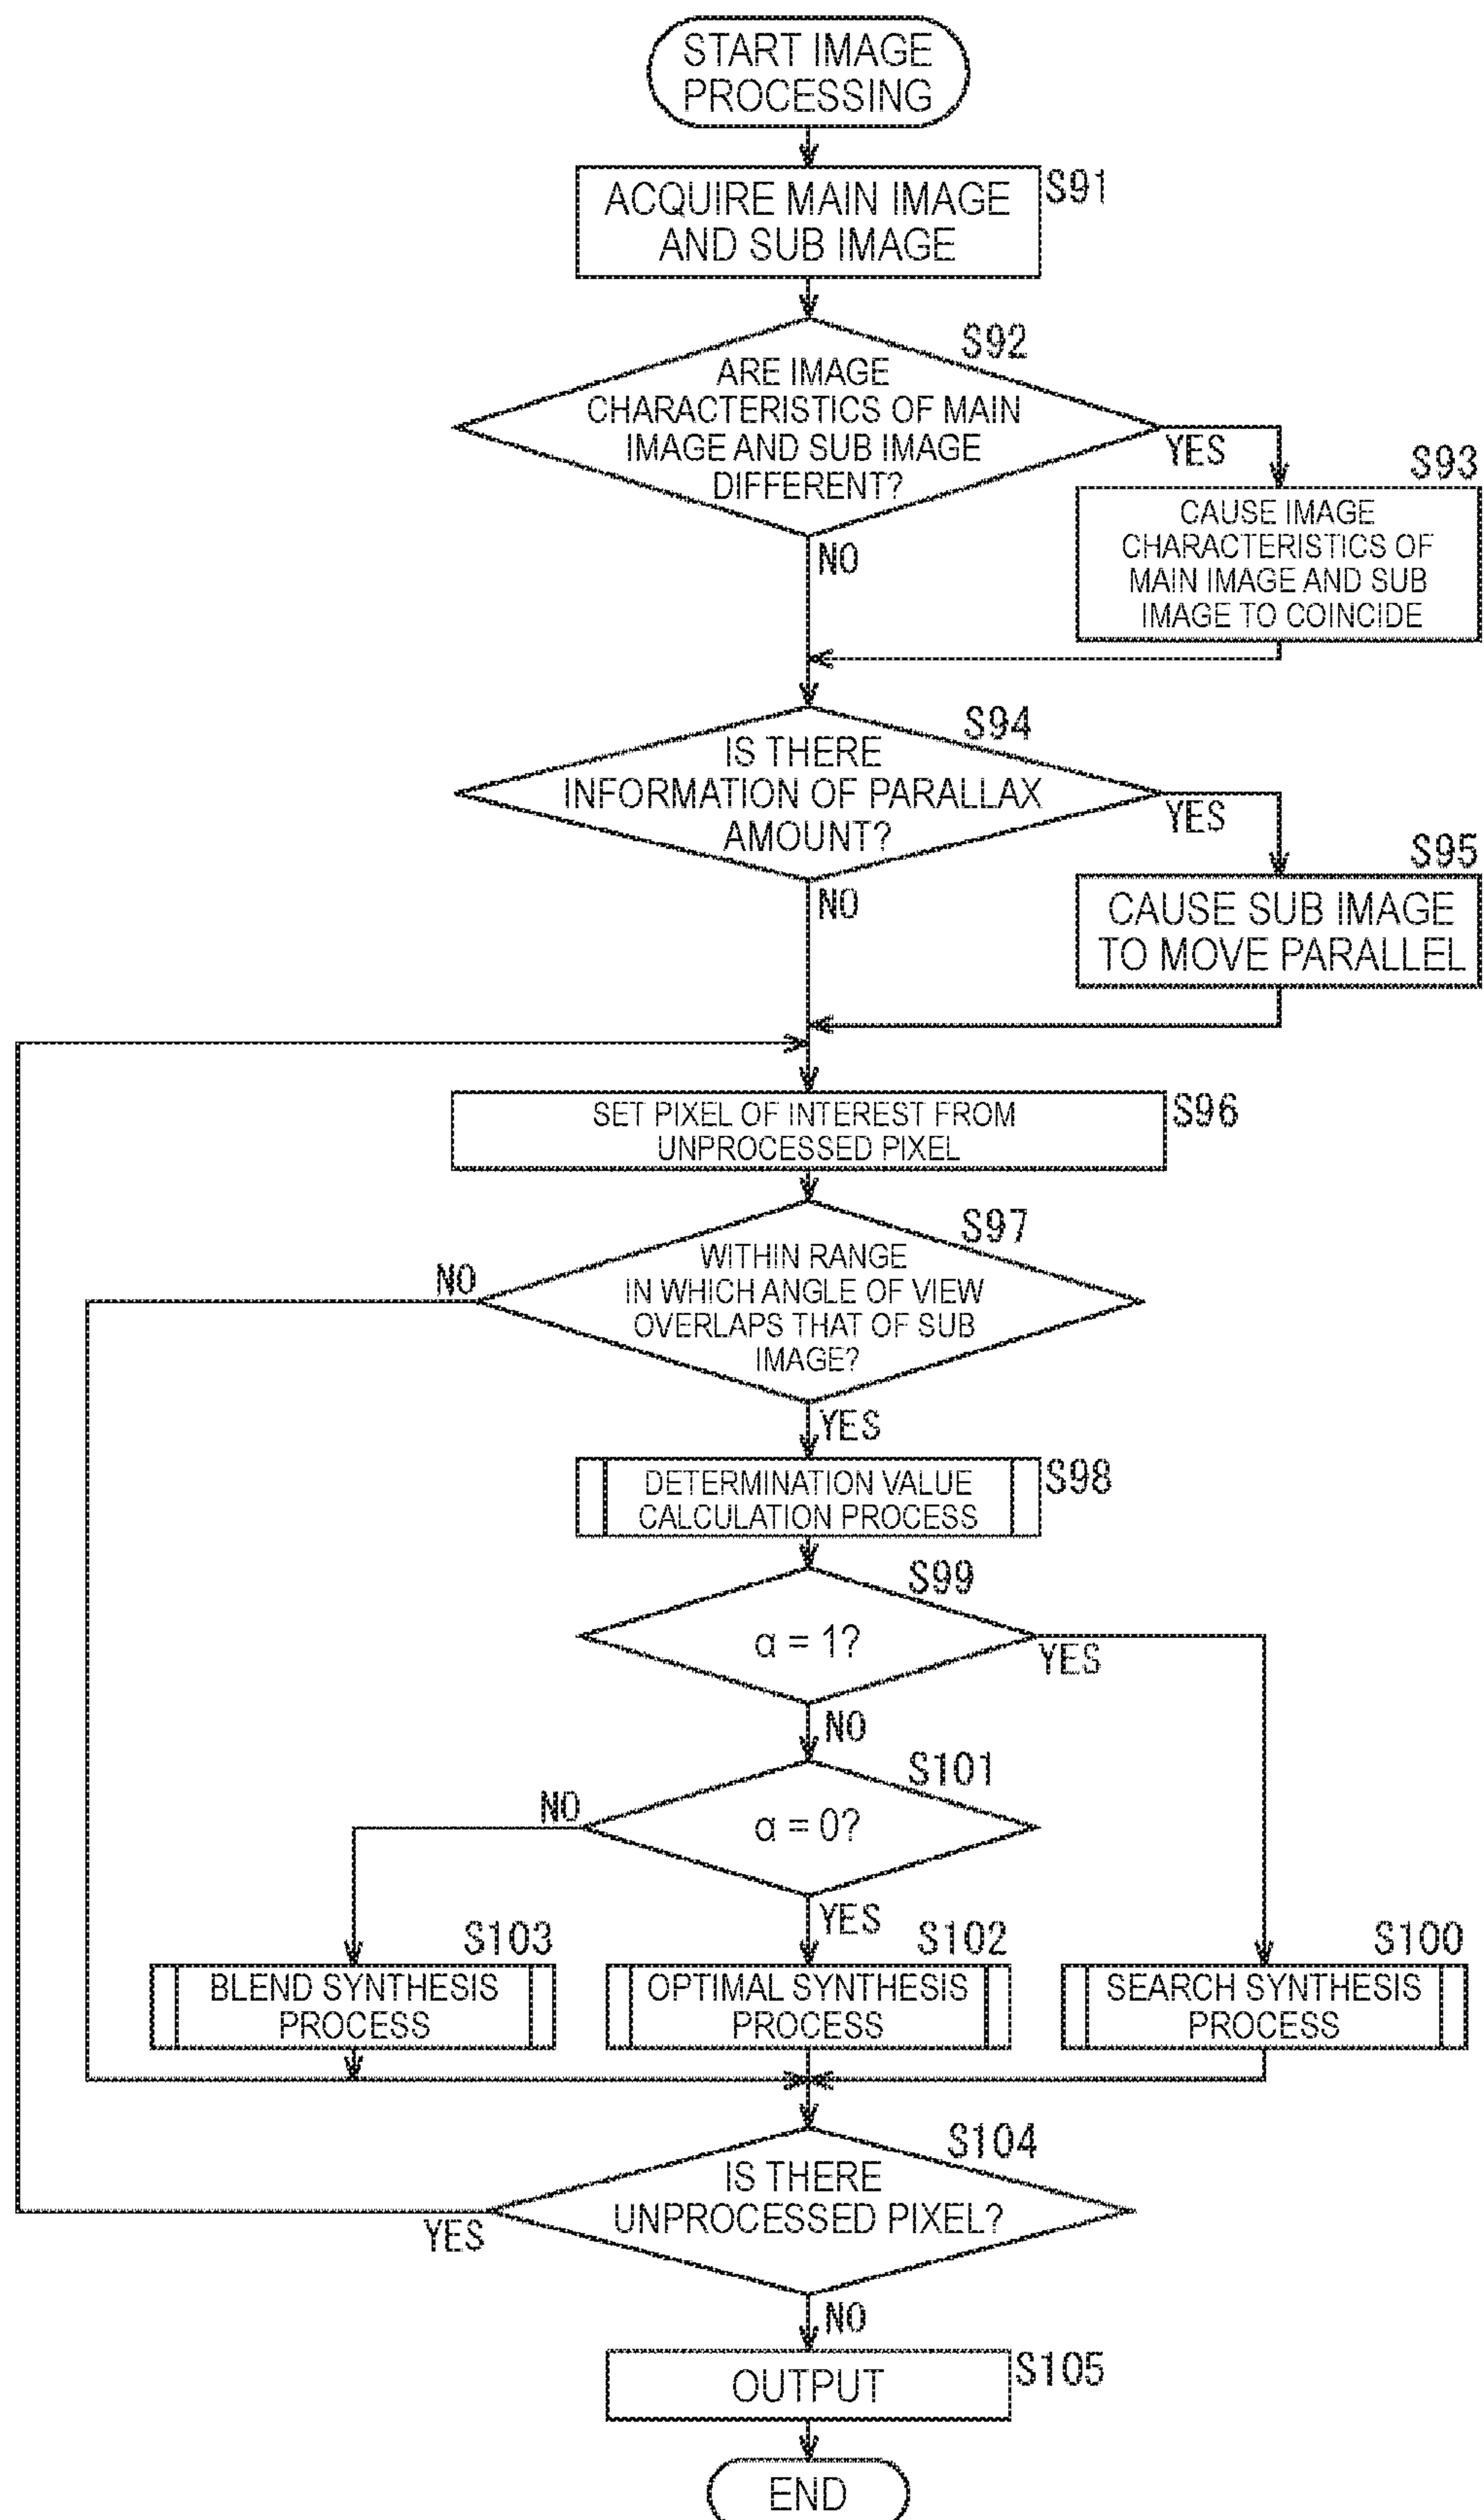 START IMAGE
PROCESSING
ACQUIRE MAIN IMAGE
AND SUB IMAGE
S91
S92
ARE IMAGE
CHARACTERISTICS OF MAIN
IMAGE AND SUB IMAGE
DIFFERENT?
YES
NO
S93
CAUSE IMAGE
CHARACTERISTICS OF
MAIN IMAGE AND SUB
IMAGE TO COINCIDE
S94
IS THERE
INFORMATION OF PARALLAX
AMOUNT?
YES
NO
S95
CAUSE SUB IMAGE
TO MOVE PARALLEL
SET PIXEL OF INTEREST FROM
UNPROCESSED PIXEL
S96
S97
WITHIN RANGE
IN WHICH ANGLE OF VIEW
OVERLAPS THAT OF SUB
IMAGE?
NO
YES
DETERMINATION VALUE
CALCULATION PROCESS
S98
S99
α = 1?
YES
NO
S101
α = 0?
NO
YES
S103
BLEND SYNTHESIS
PROCESS
S102
OPTIMAL SYNTHESIS
PROCESS
S100
SEARCH SYNTHESIS
PROCESS
S104
IS THERE
UNPROCESSED PIXEL?
YES
NO
OUTPUT
S105
END